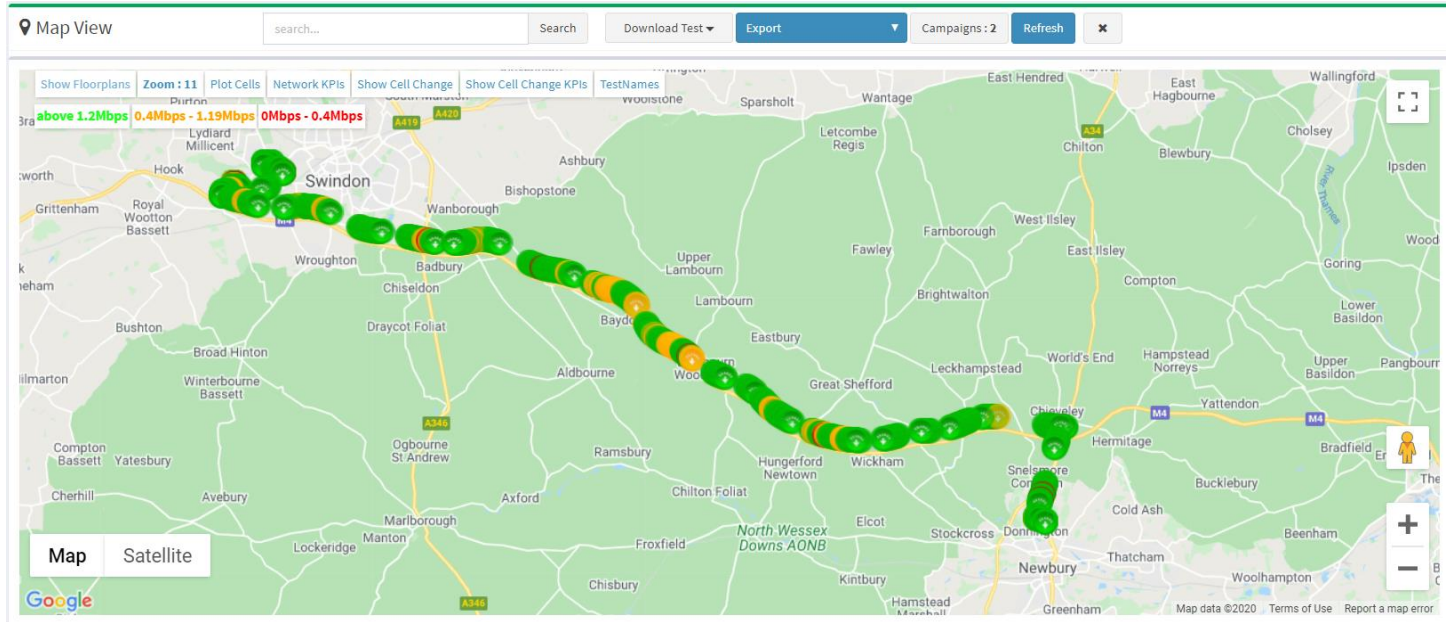 Map View search... Search Download Test Export Campaigns : 2 Refresh
Show Floorplans Zoom : 11 Plot Cells Network KPIs Show Cell Change Show Cell Change KPIs TestNames
above 1.2Mbps 0.4Mbps - 1.19Mbps 0Mbps - 0.4Mbps
East Hendred
East Hagbourne
Wallingford
Purton
Woolstone
Sparsholt
Wantage
A419
A420
A34
Lydiard Millicent
Letcombe Regis
Chilton
Cholsey
Blewbury
Ipsden
Hook
Swindon
Ashbury
Bishopstone
River Thames
Grittenham
Royal Wootton Bassett
M4
Wanborough
West Ilsley
Farnborough
Wroughton
Badbury
Upper Lambourn
Fawley
East Ilsley
Goring
Chiseldon
Lambourn
Brightwalton
Compton
Lower Basildon
Bushton
Draycot Foliat
Eastbury
Broad Hinton
World's End
Hampstead Norreys
Upper Basildon
Pangbourn
Winterbourne Bassett
Aldbourne
Great Shefford
Leckhampstead
Chieveley
M4
Yattendon
M4
A346
Hermitage
Compton Bassett
Yatesbury
Ogbourne St Andrew
Ramsbury
Hungerford Newtown
Wickham
Bradfield
Bucklebury
Cherhill
Avebury
Axford
Chilton Foliat
Cold Ash
Marlborough
Manton
Lockeridge
Froxfield
North Wessex Downs AONB
Elcot
Stockcross
Donnington
Beenham
Thatcham
Newbury
Woolhampton
Chisbury
Kintbury
A346
Hamstead Marshall
Greenham
Map Satellite
Google
Map data ©2020 Terms of Use Report a map error